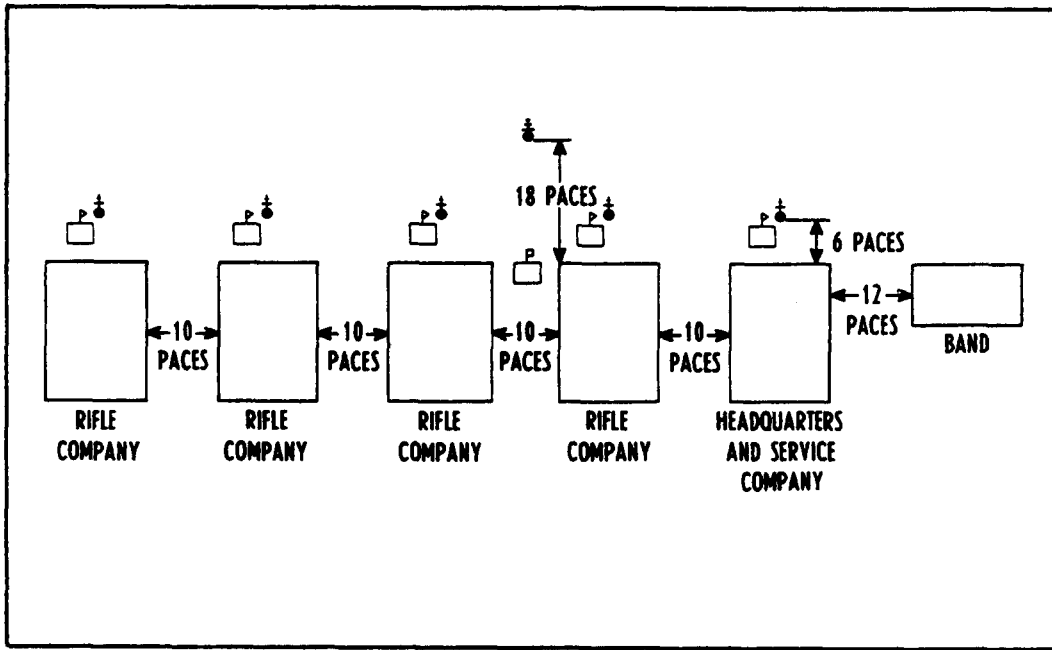 18 PACES
6 PACES
10
PACES
10
PACES
10
PACES
10
PACES
12
PACES
BAND
RIFLE
COMPANY
RIFLE
COMPANY
RIFLE
COMPANY
RIFLE
COMPANY
HEADQUARTERS
AND SERVICE
COMPANY